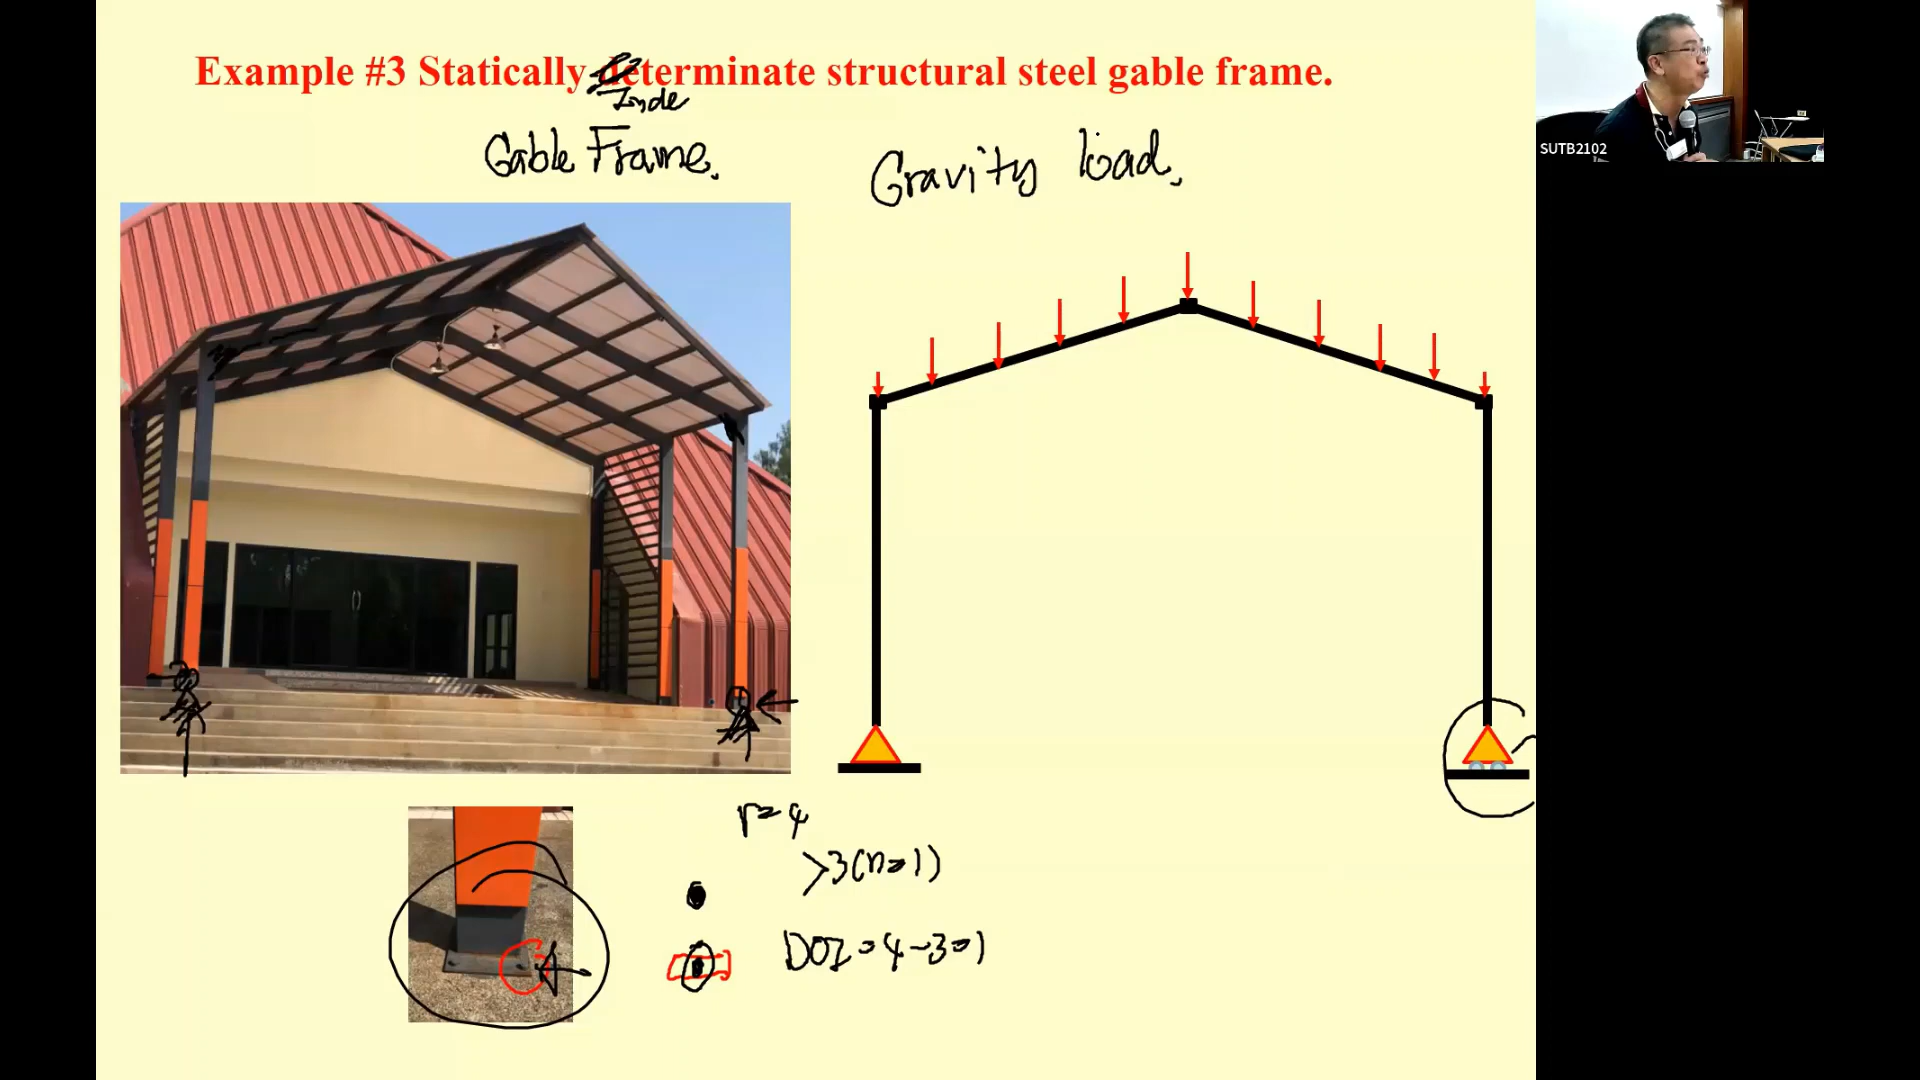 Example #3 Statically determinate structural steel gable frame.
Inde
Gable Frame.
Gravity load.
SUTB2102
r=4
>3(n=1)
DOI=4-3=1